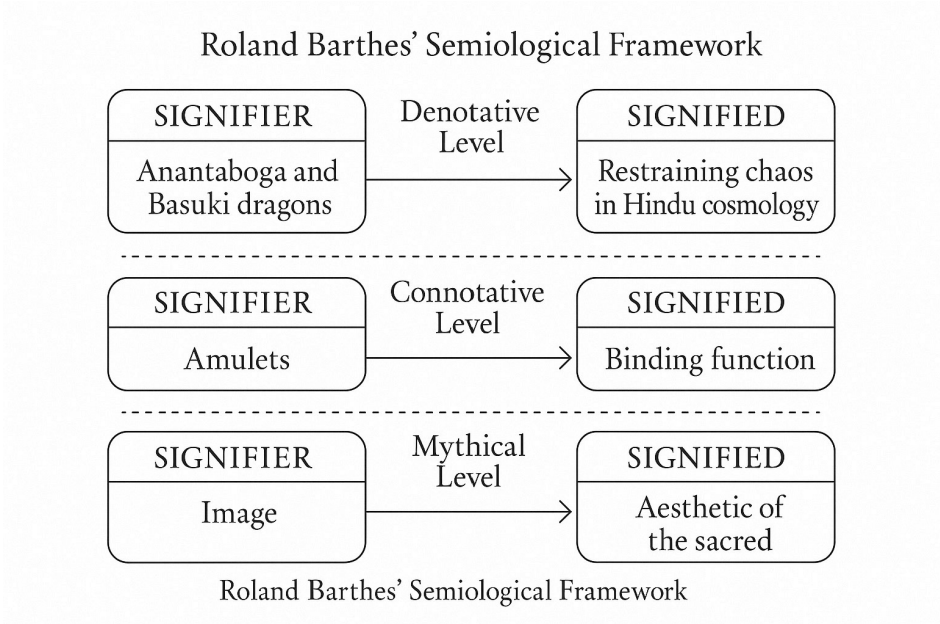 Roland Barthes’ Semiological Framework
SIGNIFIER
Anantaboga and
Basuki dragons
Denotative
Level
SIGNIFIED
Restraining chaos
in Hindu cosmology
SIGNIFIER
Amulets
Connotative
Level
SIGNIFIED
Binding function
SIGNIFIER
Image
Mythical
Level
SIGNIFIED
Aesthetic of
the sacred
Roland Barthes’ Semiological Framework